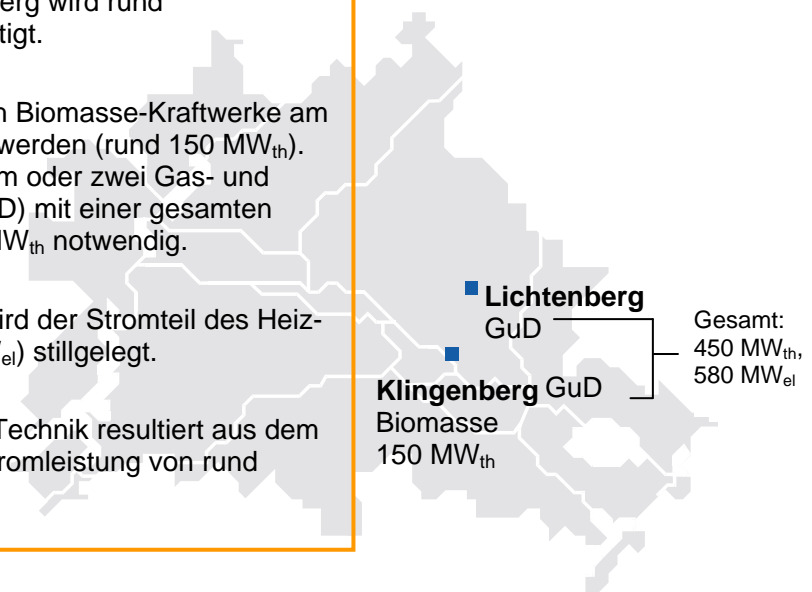 erg wird rund
tigt.
n Biomasse-Kraftwerke am
werden (rund 150 MWth).
m oder zwei Gas- und
D) mit einer gesamten
MWth notwendig.
ird der Stromteil des Heiz-
el) stillgelegt.
Technik resultiert aus dem
romleistung von rund
Lichtenberg
GuD
Klingenberg GuD
Biomasse
150 MWth
Gesamt:
450 MWth,
580 MWel